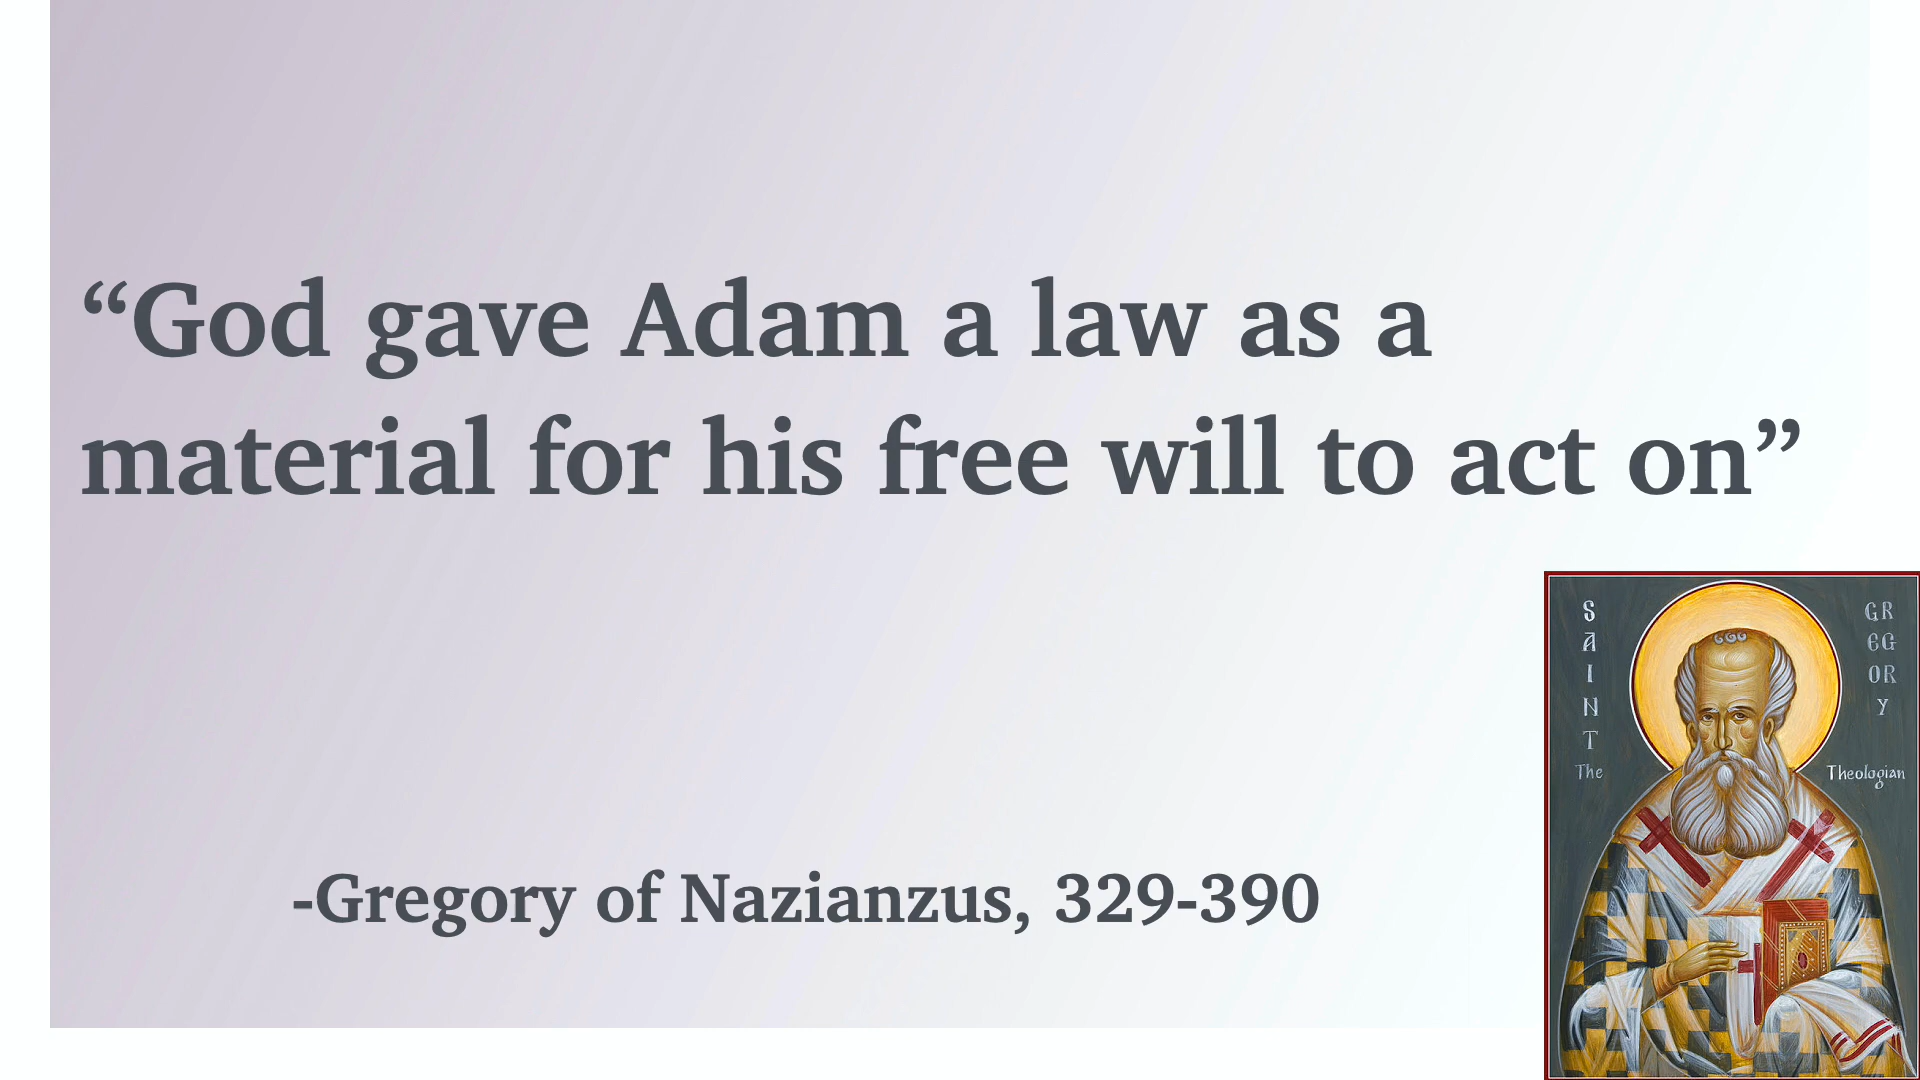 “God gave Adam a law as a
material for his free will to act on”
-Gregory of Nazianzus, 329-390
S
A
I
N
T
The
GR
EG
OR
Y
Theologian